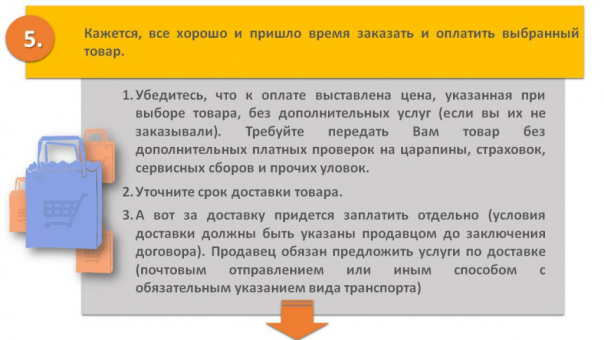 5.
Кажется, все хорошо и пришло время заказать и оплатить выбранный
товар.
1. Убедитесь, что к оплате выставлена цена, указанная при
выборе товара, без дополнительных услуг (если вы их не
заказывали). Требуйте передать Вам товар без
дополнительных платных проверок на царапины, страховок,
сервисных сборов и прочих уловок.
2. Уточните срок доставки товара.
3. А вот за доставку придется заплатить отдельно (условия
доставки должны быть указаны продавцом до заключения
договора). Продавец обязан предложить услуги по доставке
(почтовым отправлением или иным способом с
обязательным указанием вида транспорта)